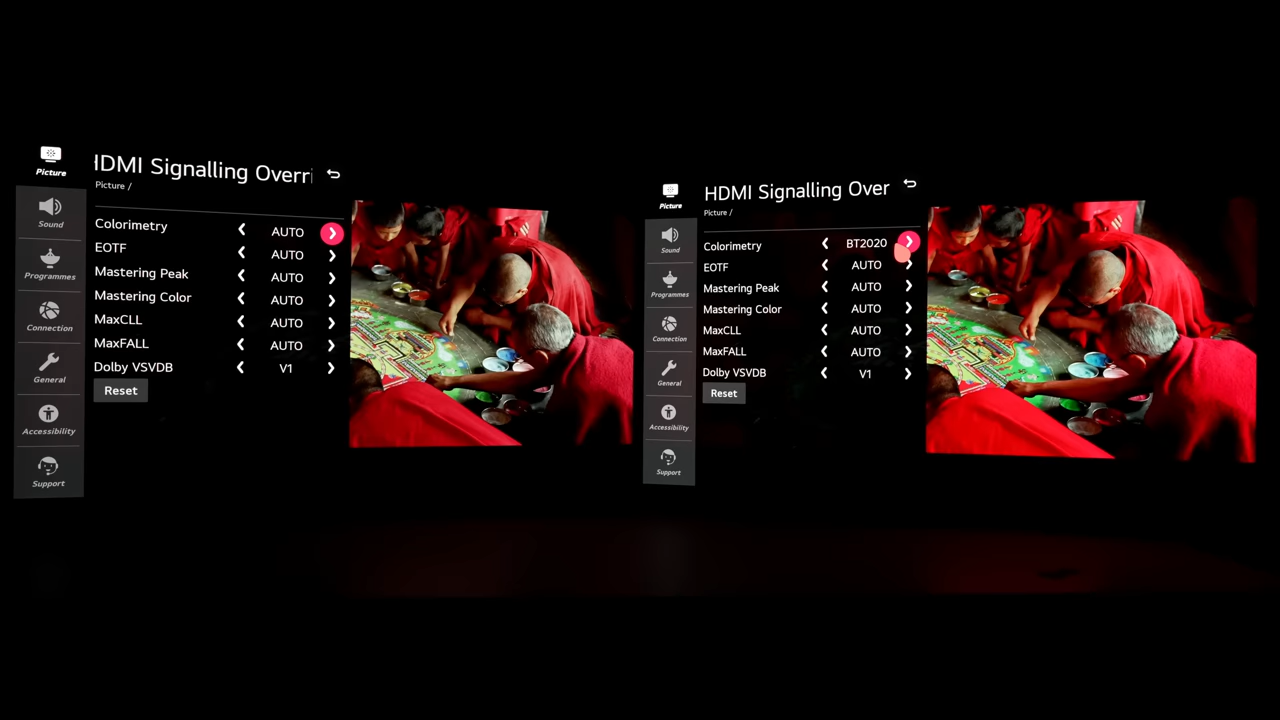 Picture
Sound
Programmes
Connection
General
Accessibility
Support
HDMI Signalling Overri
Picture /
Colorimetry AUTO
EOTF AUTO
Mastering Peak AUTO
Mastering Color AUTO
MaxCLL AUTO
MaxFALL AUTO
Dolby VSVDB V1
Reset
Picture
Sound
Programmes
Connection
General
Accessibility
Support
HDMI Signalling Over
Picture /
Colorimetry BT2020
EOTF AUTO
Mastering Peak AUTO
Mastering Color AUTO
MaxCLL AUTO
MaxFALL AUTO
Dolby VSVDB V1
Reset